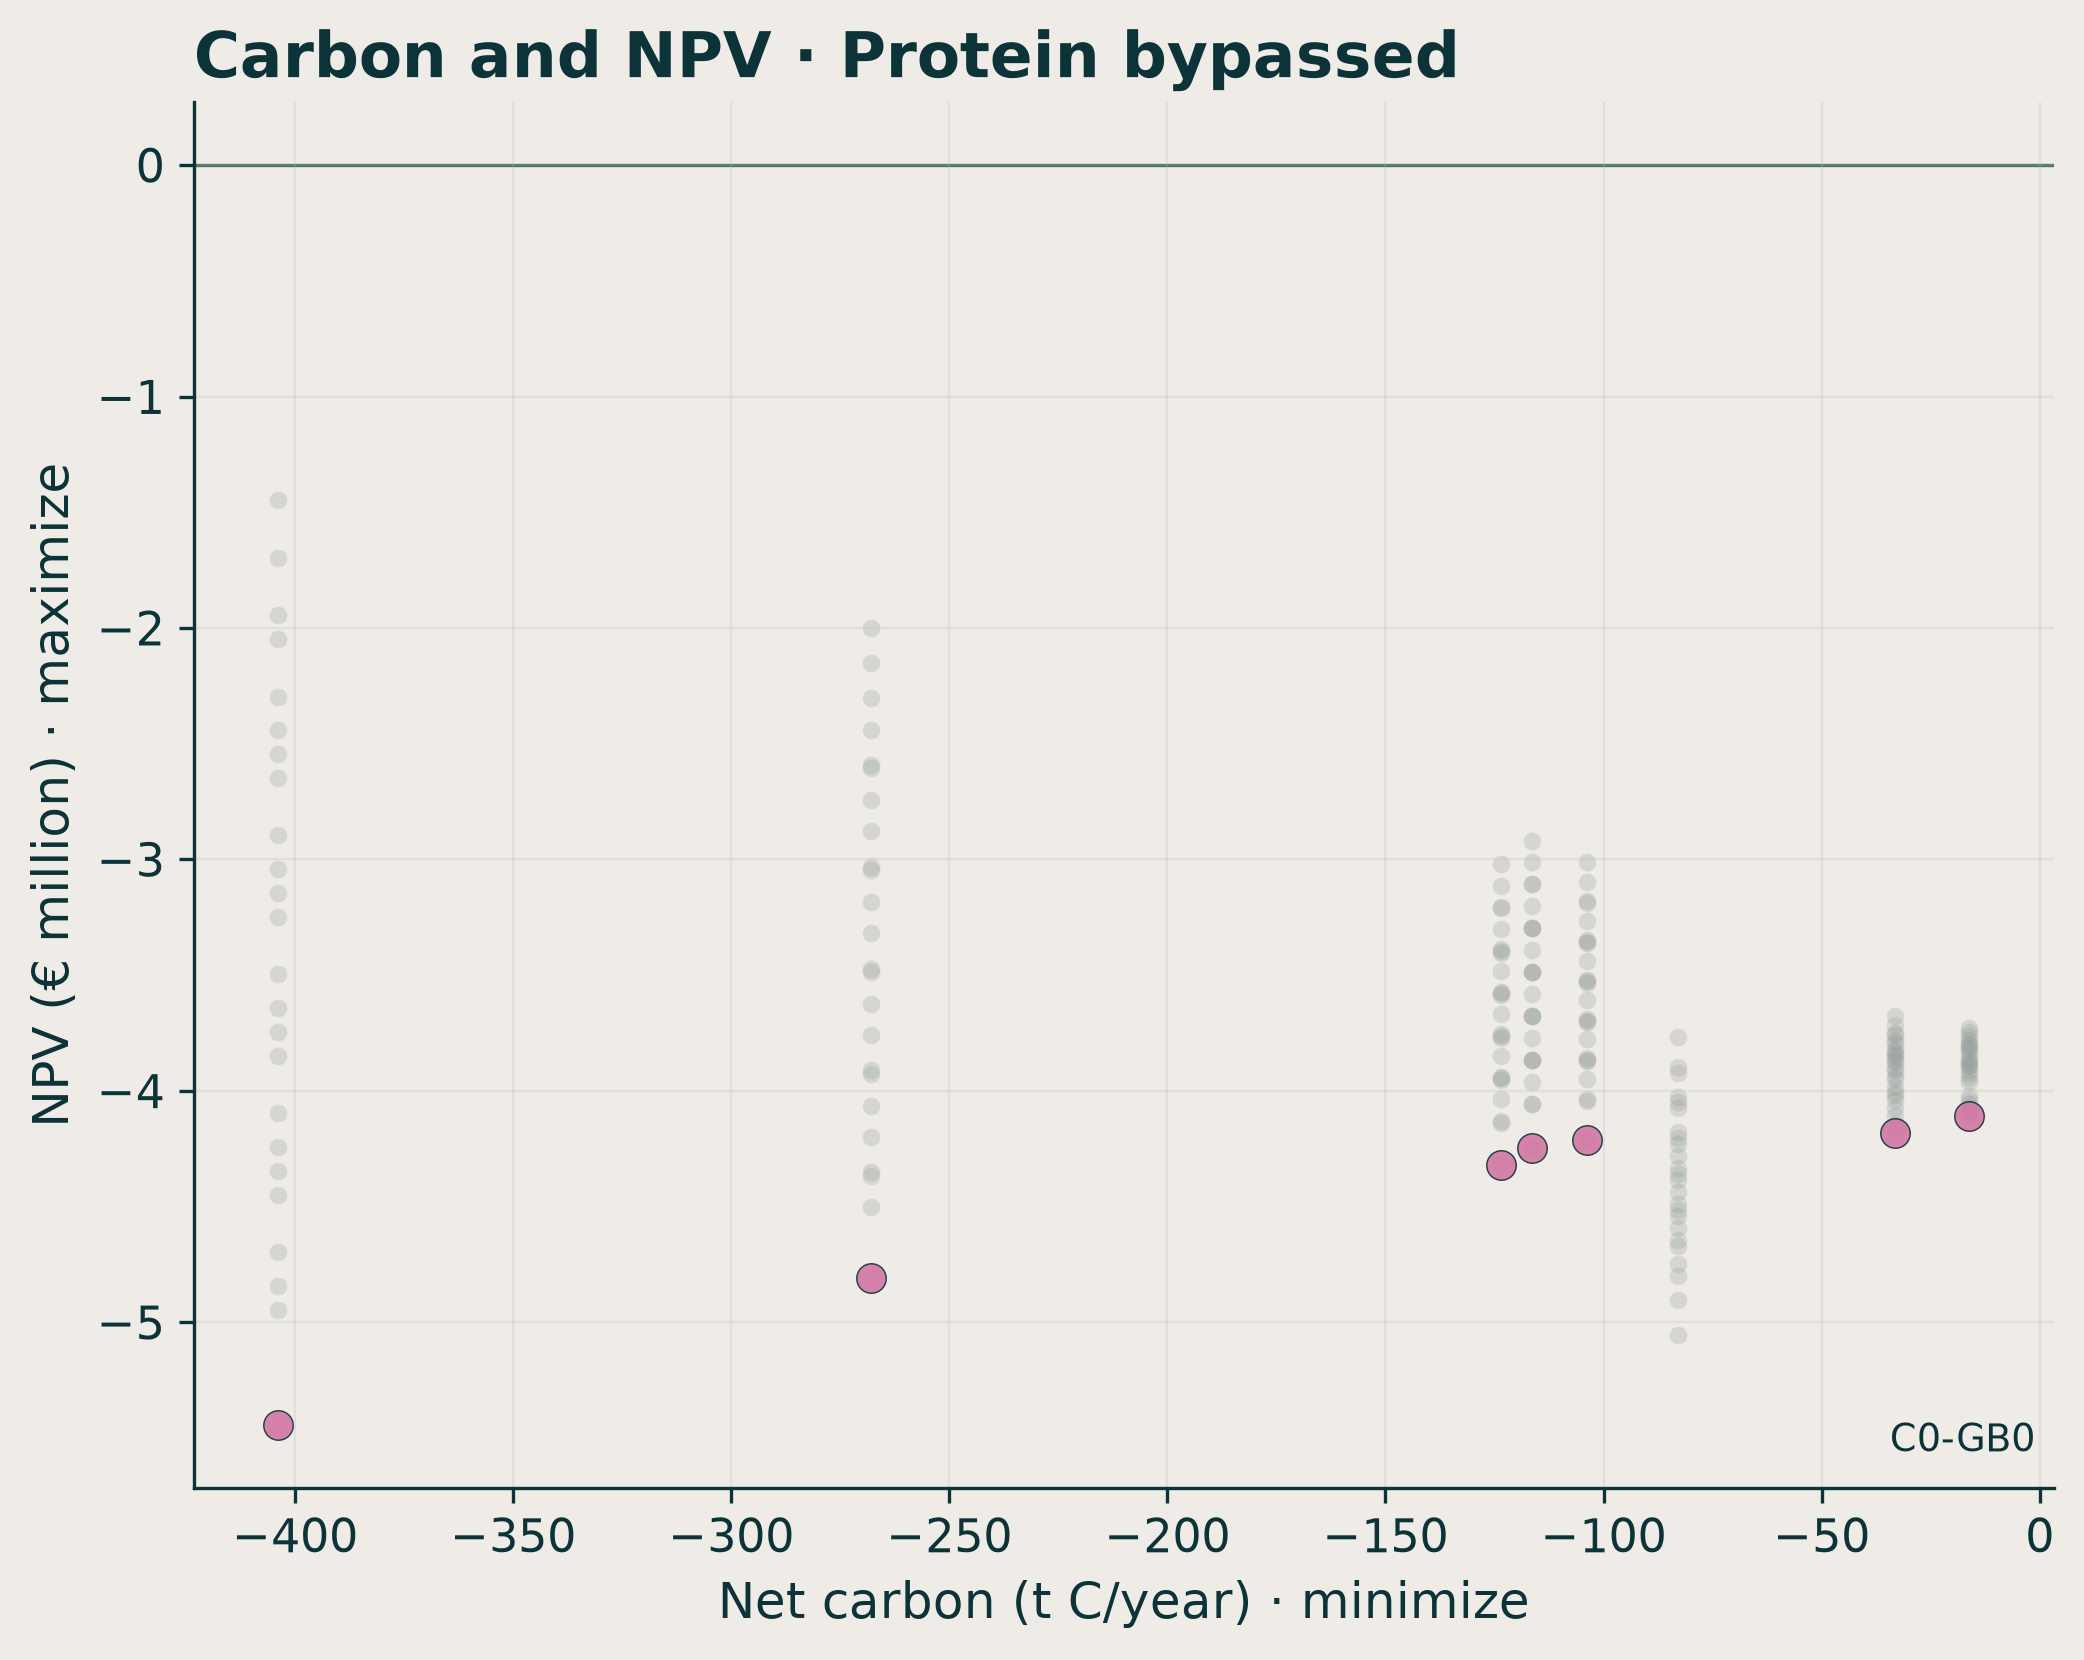 Carbon and NPV · Protein bypassed
NPV (€ million) · maximize
0
−1
−2
−3
−4
−5
C0-GB0
−400 −350 −300 −250 −200 −150 −100 −50 0
Net carbon (t C/year) · minimize